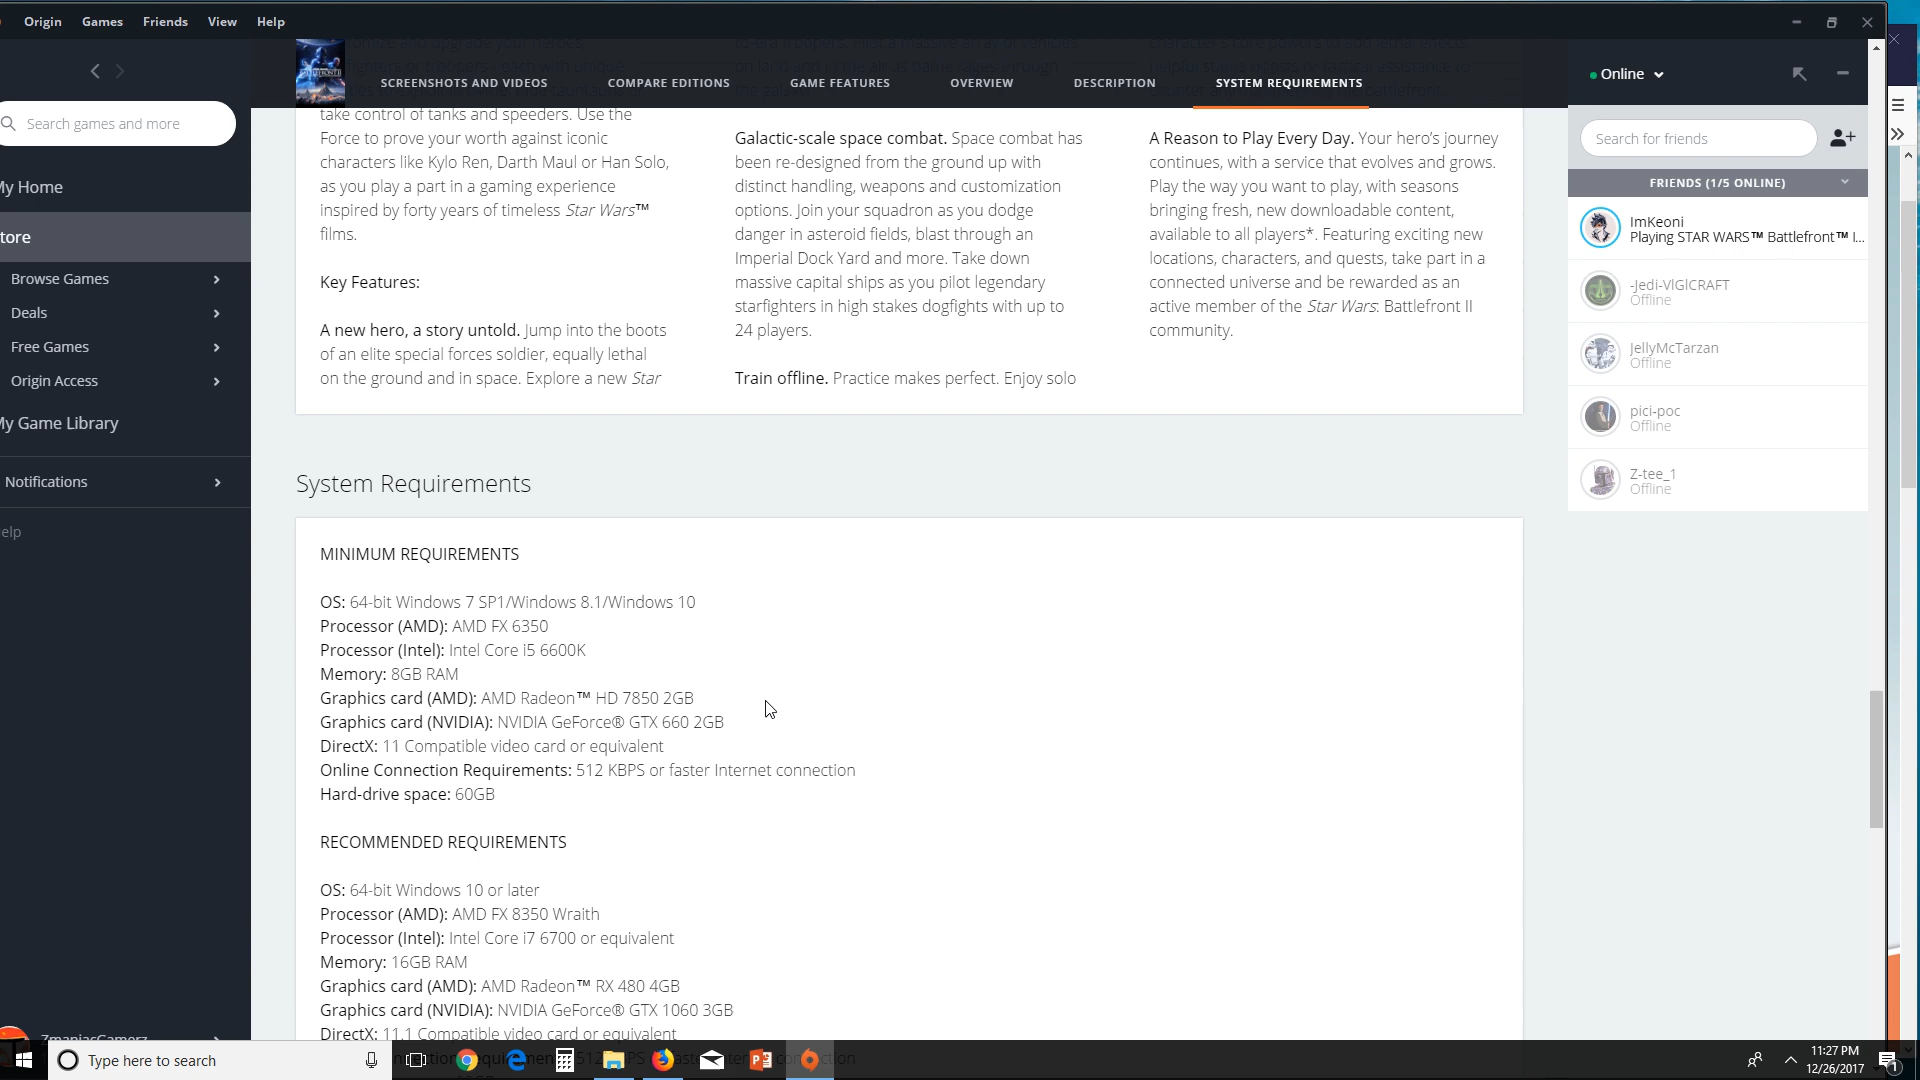 Origin Games Friends View Help
SCREENSHOTS AND VIDEOS COMPARE EDITIONS GAME FEATURES OVERVIEW DESCRIPTION SYSTEM REQUIREMENTS
Search games and more
y Home
tore
Browse Games
Deals
Free Games
Origin Access
y Game Library
Notifications
elp
take control of tanks and speeders. Use the
Force to prove your worth against iconic
characters like Kylo Ren, Darth Maul or Han Solo,
as you play a part in a gaming experience
inspired by forty years of timeless Star Wars™
films.
Key Features:
A new hero, a story untold. Jump into the boots
of an elite special forces soldier, equally lethal
on the ground and in space. Explore a new Star
Galactic-scale space combat. Space combat has
been re-designed from the ground up with
distinct handling, weapons and customization
options. Join your squadron as you dodge
danger in asteroid fields, blast through an
Imperial Dock Yard and more. Take down
massive capital ships as you pilot legendary
starfighters in high stakes dogfights with up to
24 players.
Train offline. Practice makes perfect. Enjoy solo
A Reason to Play Every Day. Your hero’s journey
continues, with a service that evolves and grows.
Play the way you want to play, with seasons
bringing fresh, new downloadable content,
available to all players*. Featuring exciting new
locations, characters, and quests, take part in a
connected universe and be rewarded as an
active member of the Star Wars: Battlefront II
community.
System Requirements
MINIMUM REQUIREMENTS
OS: 64-bit Windows 7 SP1/Windows 8.1/Windows 10
Processor (AMD): AMD FX 6350
Processor (Intel): Intel Core i5 6600K
Memory: 8GB RAM
Graphics card (AMD): AMD Radeon™ HD 7850 2GB
Graphics card (NVIDIA): NVIDIA GeForce® GTX 660 2GB
DirectX: 11 Compatible video card or equivalent
Online Connection Requirements: 512 KBPS or faster Internet connection
Hard-drive space: 60GB
RECOMMENDED REQUIREMENTS
OS: 64-bit Windows 10 or later
Processor (AMD): AMD FX 8350 Wraith
Processor (Intel): Intel Core i7 6700 or equivalent
Memory: 16GB RAM
Graphics card (AMD): AMD Radeon™ RX 480 4GB
Graphics card (NVIDIA): NVIDIA GeForce® GTX 1060 3GB
DirectX: 11.1 Compatible video card or equivalent
Online
Search for friends
FRIENDS (1/5 ONLINE)
ImKeoni
Playing STAR WARS™ Battlefront™ I...
Offline
JellyMcTarzan
Offline
pici-poc
Offline
Z-tee_1
Offline
ZmaniacGamerz
Type here to search
11:27 PM
12/26/2017
1